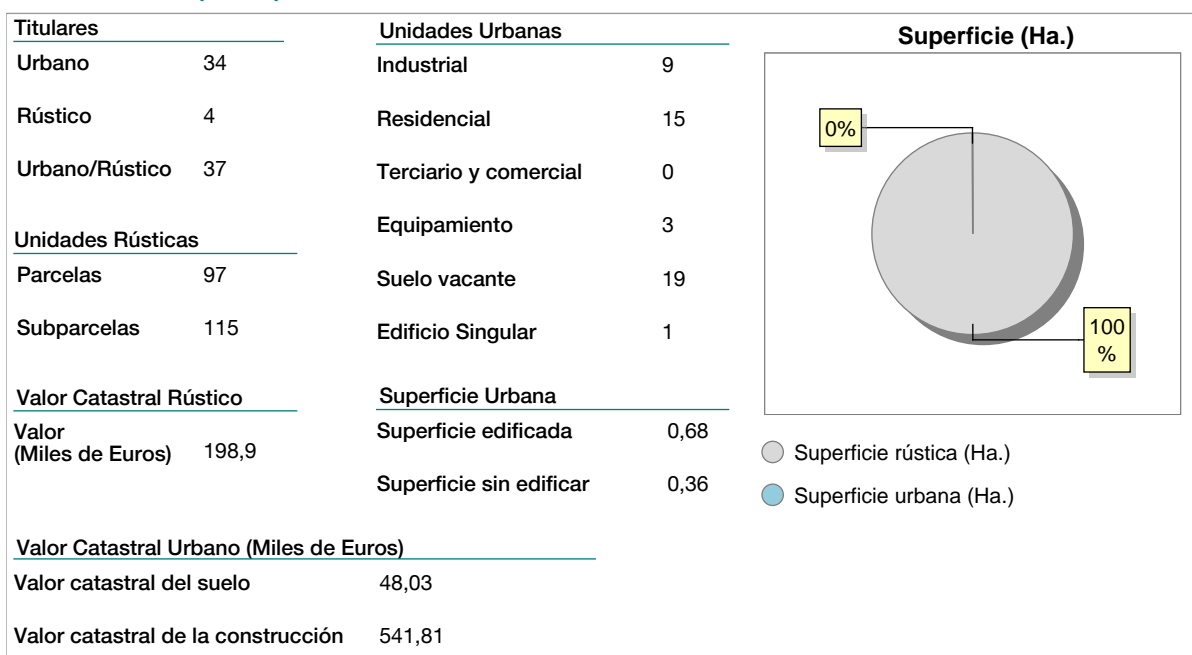 Titulares
Urbano 34
Rústico 4
Urbano/Rústico 37
Unidades Rústicas
Parcelas 97
Subparcelas 115
Valor Catastral Rústico
Valor
(Miles de Euros) 198,9
Unidades Urbanas
Industrial 9
Residencial 15
Terciario y comercial 0
Equipamiento 3
Suelo vacante 19
Edificio Singular 1
Superficie Urbana
Superficie edificada 0,68
Superficie sin edificar 0,36
Valor Catastral Urbano (Miles de Euros)
Valor catastral del suelo 48,03
Valor catastral de la construcción 541,81
Superficie (Ha.)
0%
100
%
Superficie rústica (Ha.)
Superficie urbana (Ha.)